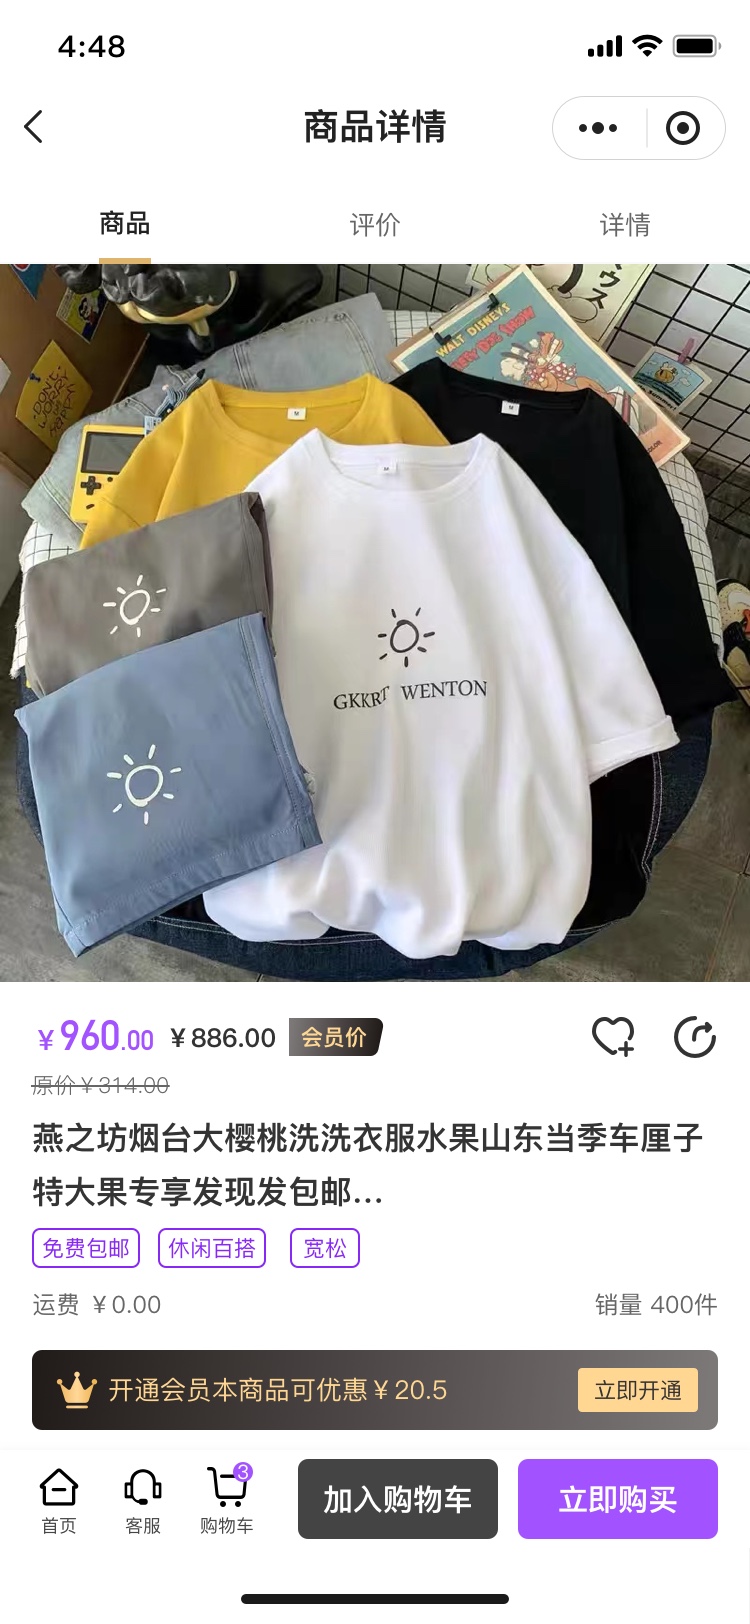 4:48
商品详情
商品
评价
详情
WALT DISNEY'S
M
M
M
GKKRT WENTON
¥960.00
¥886.00
会员价
原价¥314.00
燕之坊烟台大樱桃洗洗衣服水果山东当季车厘子
特大果专享发现发包邮...
免费包邮
休闲百搭
宽松
运费 ¥0.00
销量 400件
开通会员本商品可优惠¥20.5
立即开通
首页
客服
3
购物车
加入购物车
立即购买